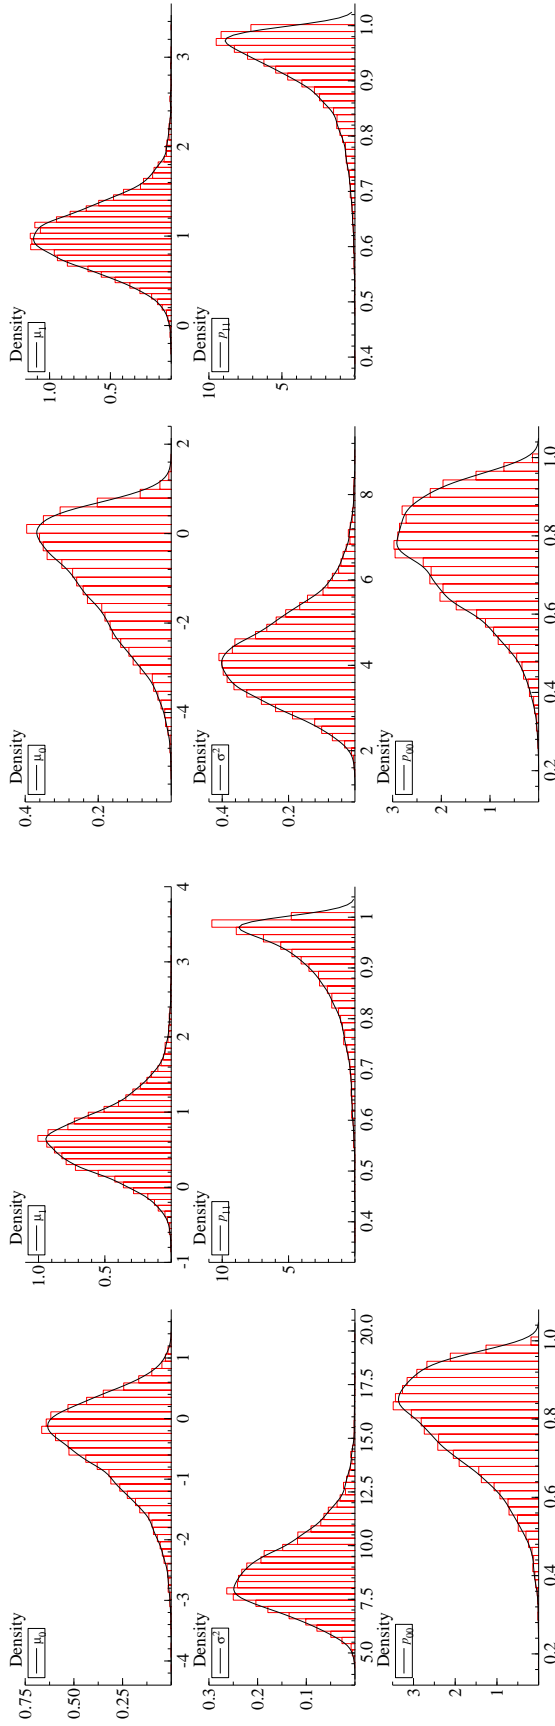 Density
μ0
0.75
0.50
0.25
-4 -3 -2 -1 0 1
Density
μ1
1.0
0.5
-1 0 1 2 3 4
Density
σ²
0.3
0.2
0.1
5.0 7.5 10.0 12.5 15.0 17.5 20.0
Density
p11
10
5
0.4 0.5 0.6 0.7 0.8 0.9 1
Density
p00
3
2
1
0.2 0.4 0.6 0.8 1.0
Density
μ0
0.4
0.2
-4 -2 0 2
Density
μ1
1.0
0.5
0 1 2 3
Density
σ²
0.4
0.2
2 4 6 8
Density
p11
10
5
0.4 0.5 0.6 0.7 0.8 0.9 1.0
Density
p00
3
2
1
0.2 0.4 0.6 0.8 1.0